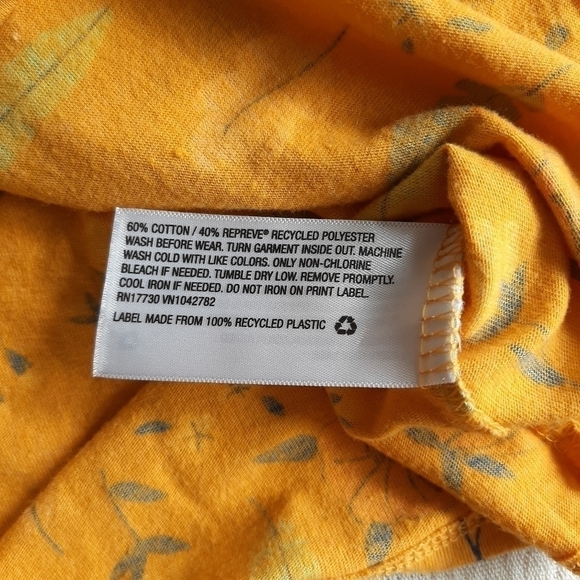 60% COTTON / 40% REPREVE® RECYCLED POLYESTER
WASH BEFORE WEAR. TURN GARMENT INSIDE OUT. MACHINE
WASH COLD WITH LIKE COLORS. ONLY NON-CHLORINE
BLEACH IF NEEDED. TUMBLE DRY LOW. REMOVE PROMPTLY.
COOL IRON IF NEEDED. DO NOT IRON ON PRINT LABEL.
RN17730 VN1042782
LABEL MADE FROM 100% RECYCLED PLASTIC